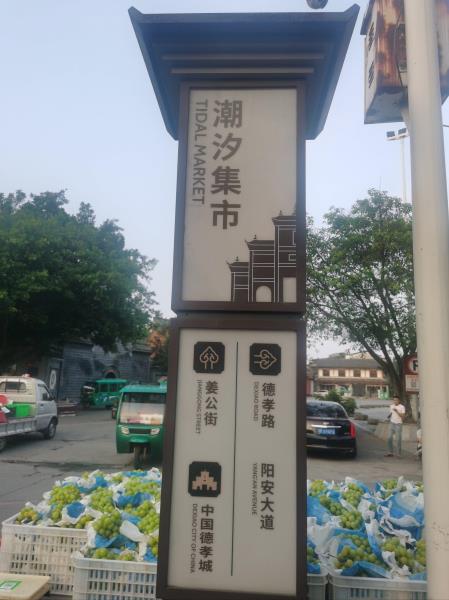 潮汐集市
TIDAL MARKET
姜公街
JIANGGONG STREET
中国德孝城
DEXIAO CITY OF CHINA
德孝路
DEXIAO ROAD
阳安大道
YANGAN AVENUE